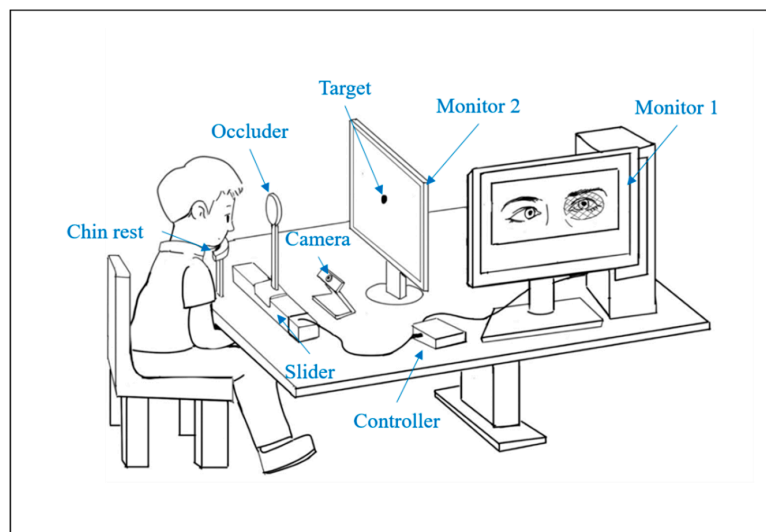 Target
Monitor 2
Monitor 1
Occluder
Chin rest
Camera
Slider
Controller